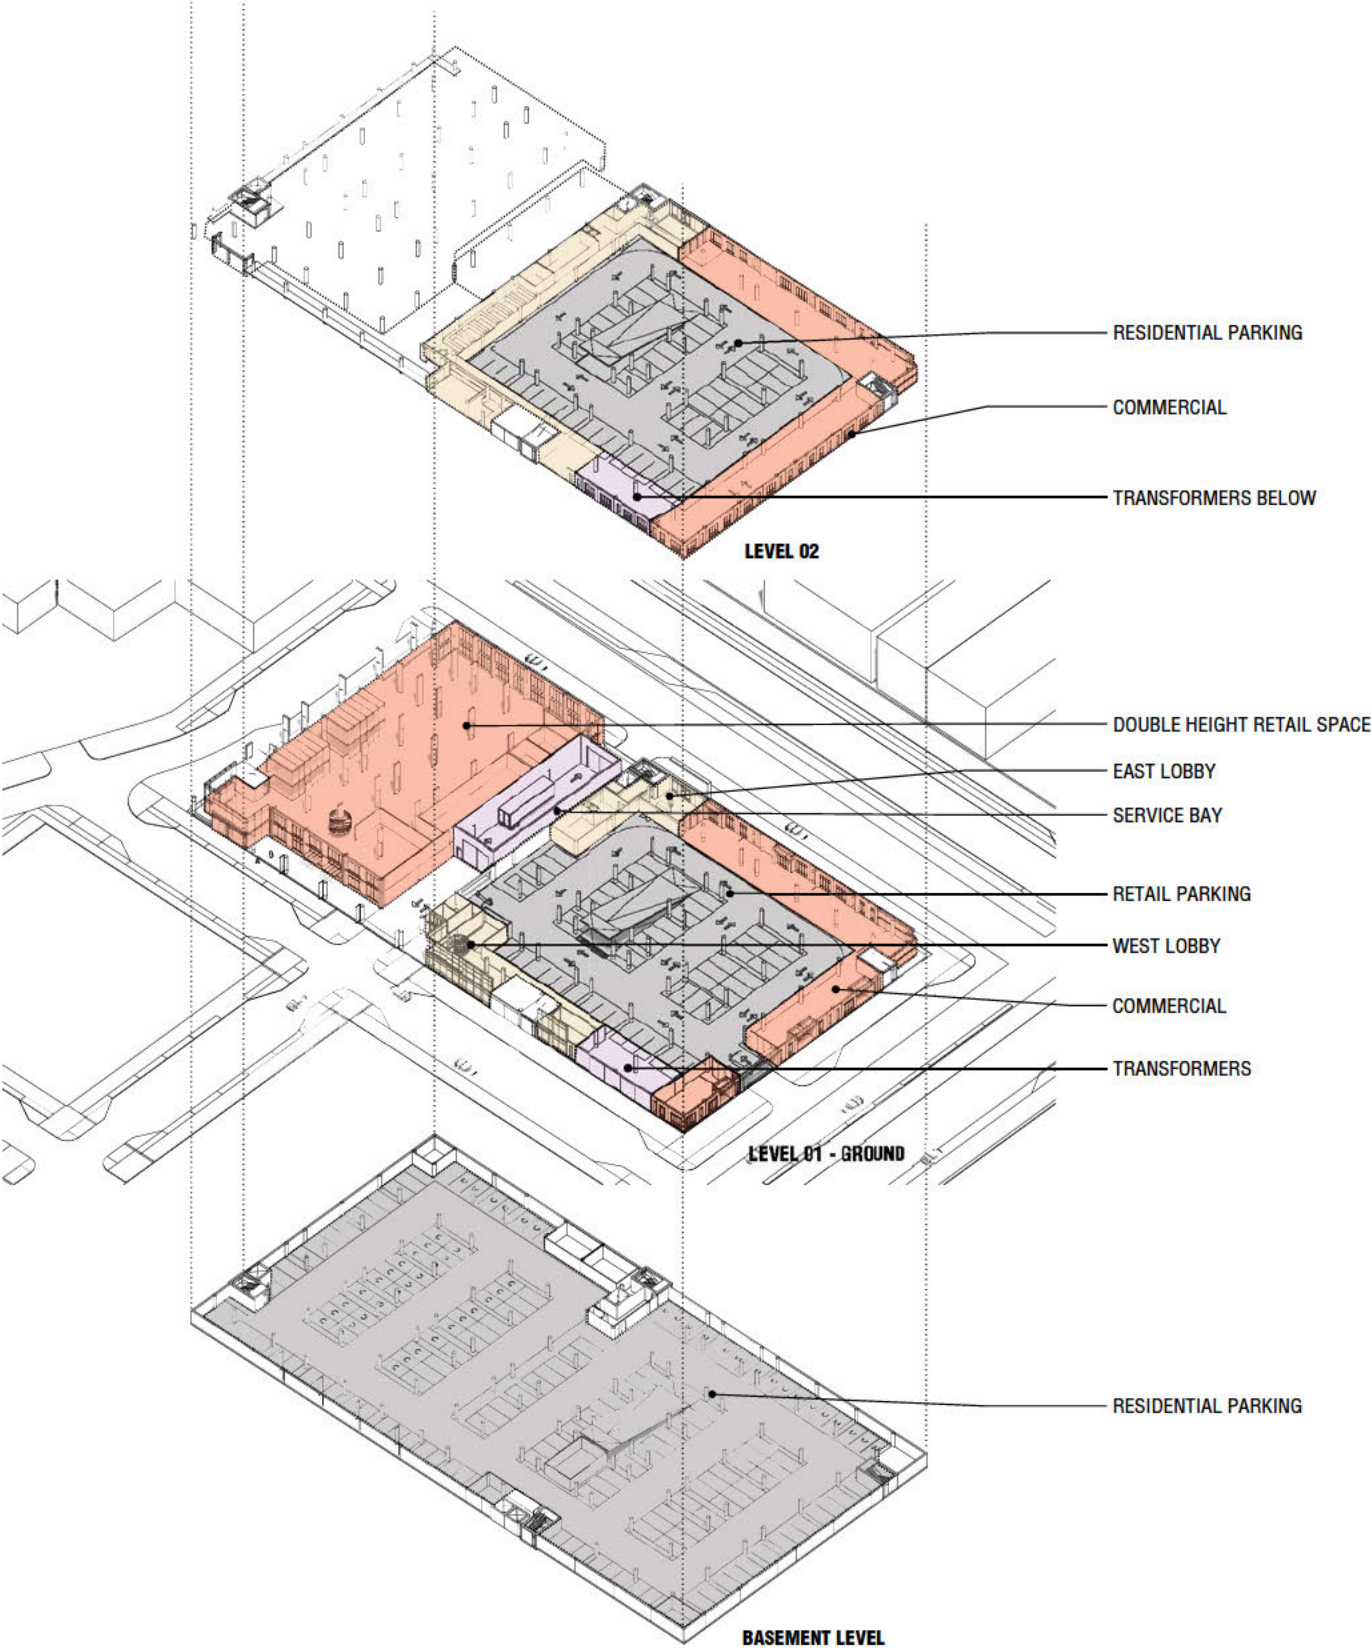 RESIDENTIAL PARKING
COMMERCIAL
TRANSFORMERS BELOW
LEVEL 02
DOUBLE HEIGHT RETAIL SPACE
EAST LOBBY
SERVICE BAY
RETAIL PARKING
WEST LOBBY
COMMERCIAL
TRANSFORMERS
LEVEL 01 - GROUND
RESIDENTIAL PARKING
BASEMENT LEVEL